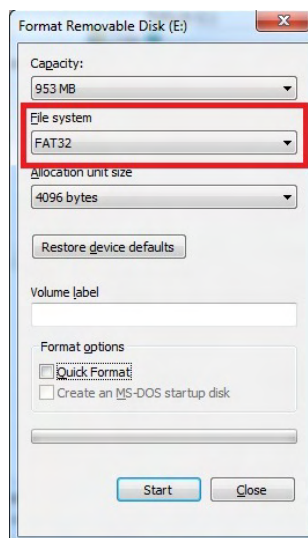 Format Removable Disk (E:)
Capacity:
953 MB
File system
FAT32
Allocation unit size
4096 bytes
Restore device defaults
Volume label
Format options
Quick Format
Create an MS-DOS startup disk
Start
Close